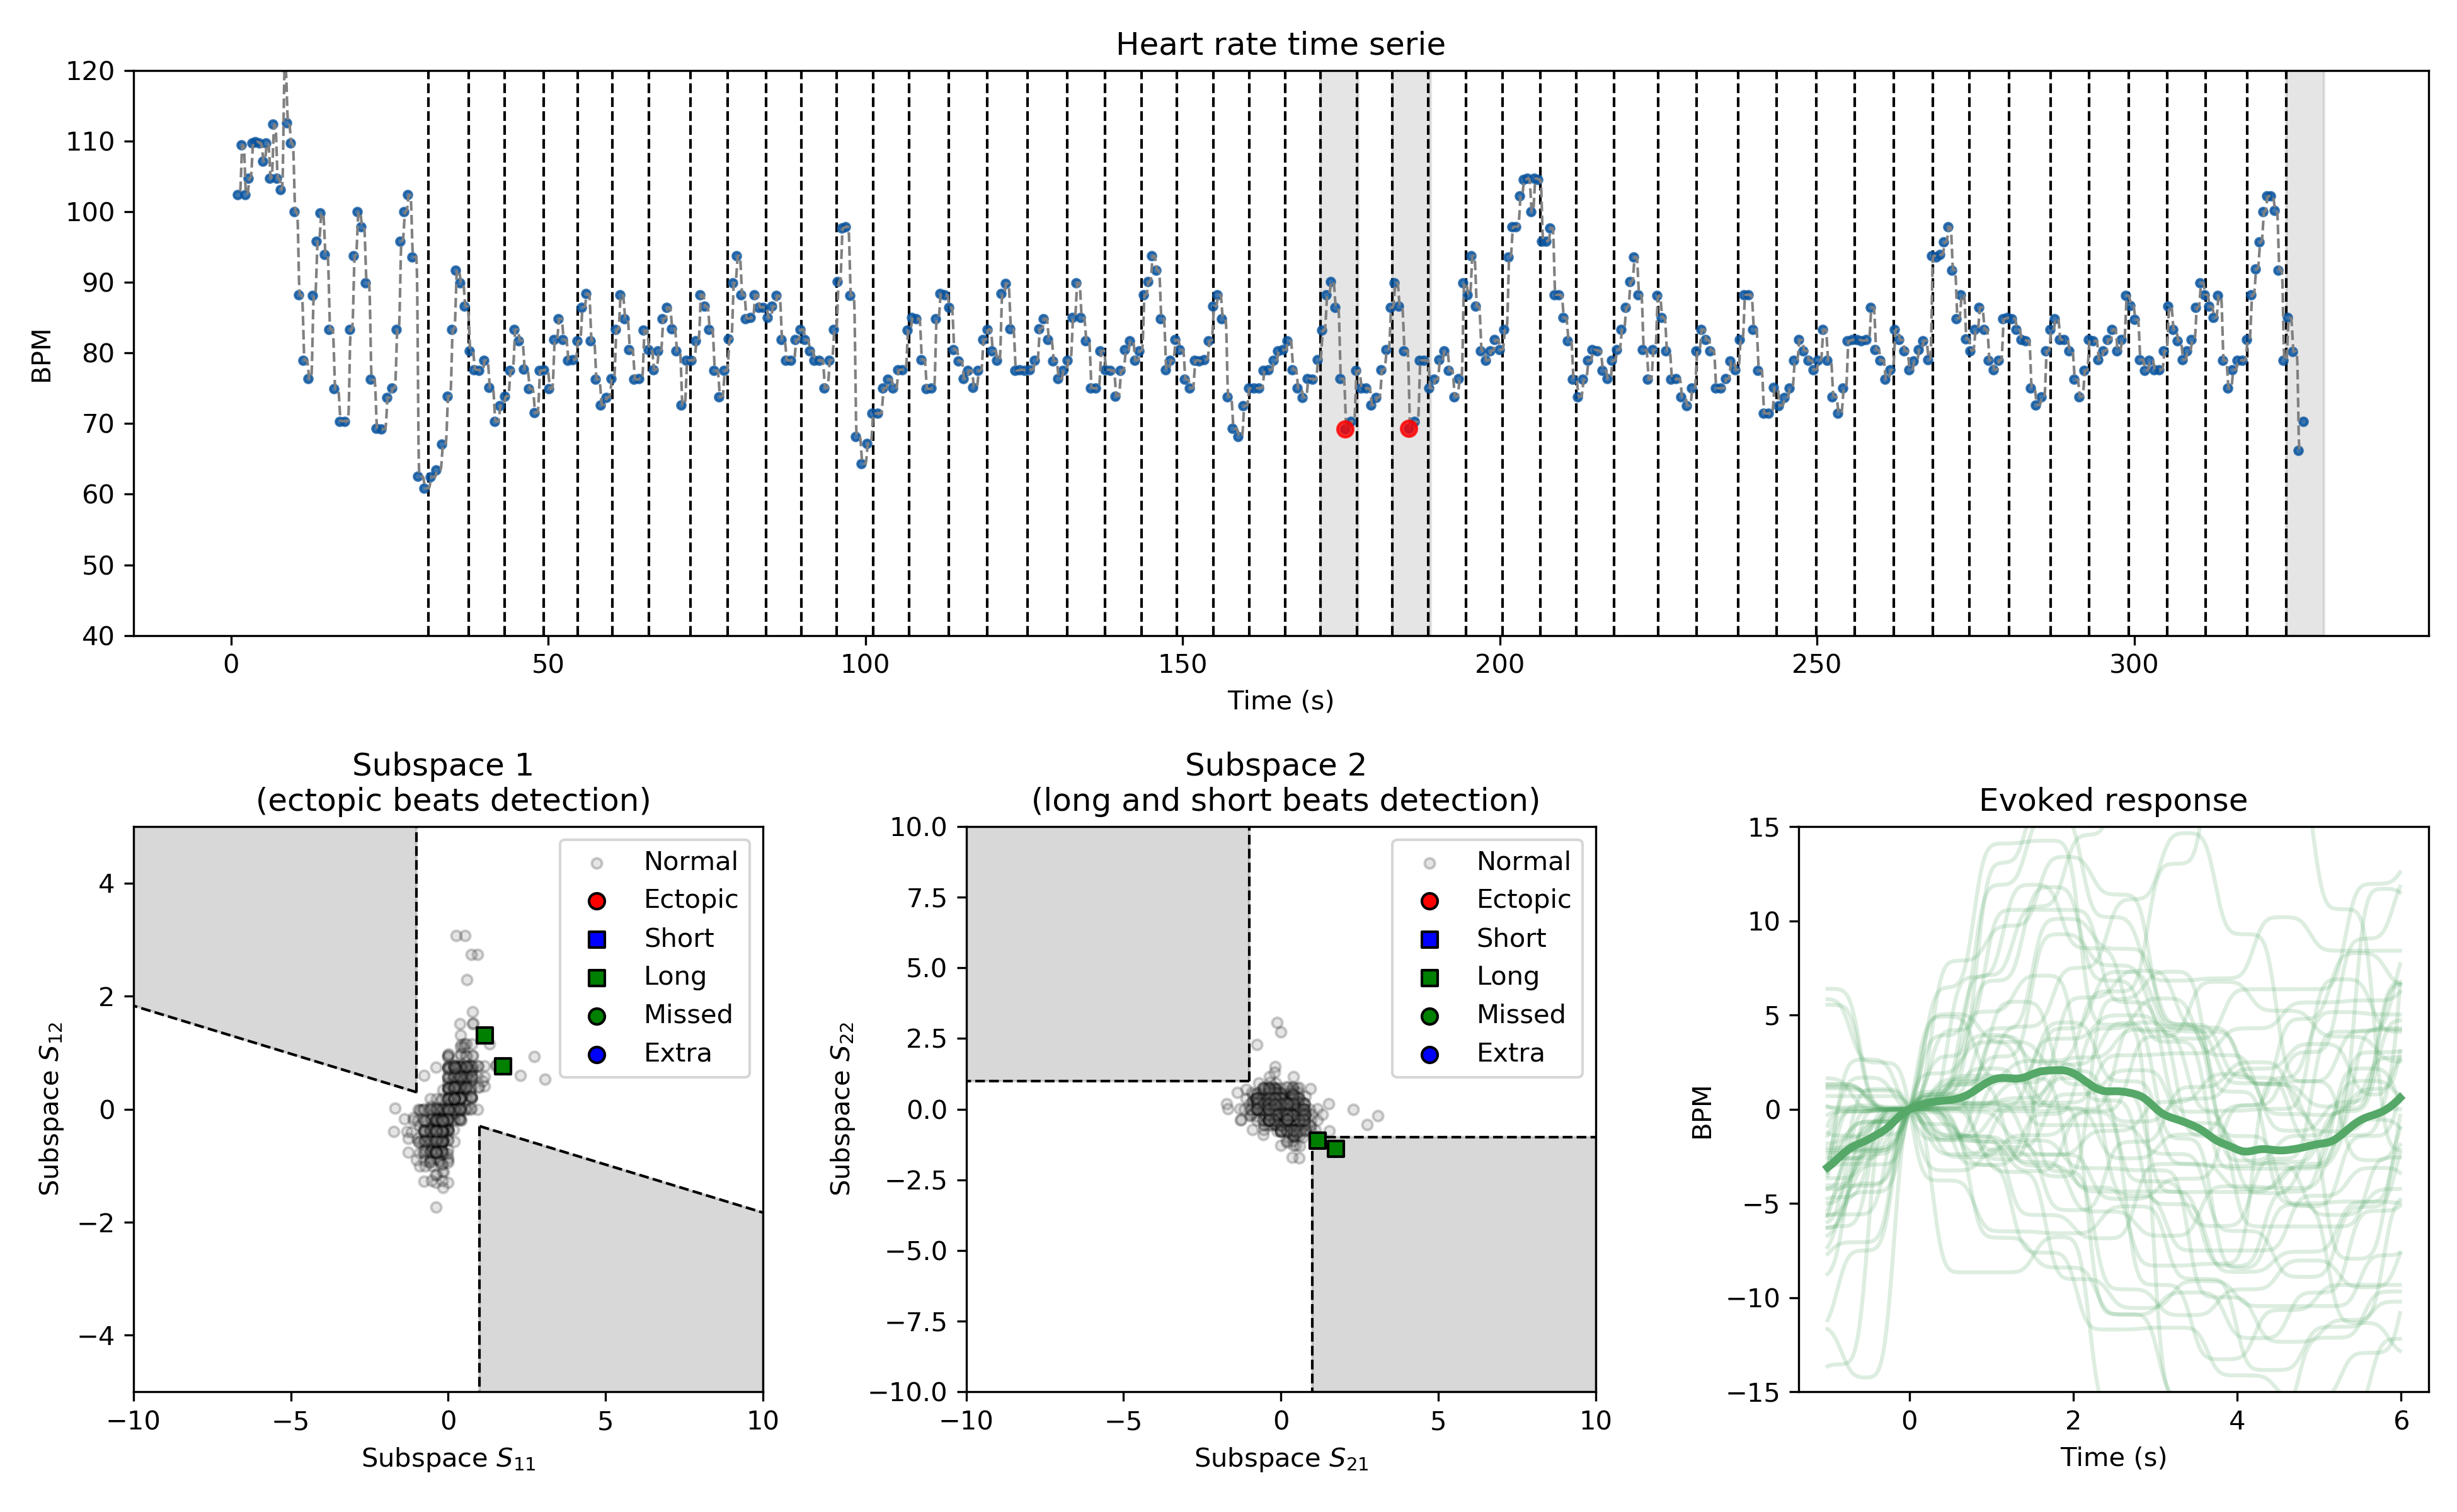 Heart rate time serie
120
110
100
90
80
70
60
50
40
BPM
0 50 100 150 200 250 300
Time (s)
Subspace 1
(ectopic beats detection)
4
2
0
−2
−4
Subspace S₁₂
Normal
Ectopic
Short
Long
Missed
Extra
−10 −5 0 5 10
Subspace S₁₁
Subspace 2
(long and short beats detection)
10.0
7.5
5.0
2.5
0.0
−2.5
−5.0
−7.5
−10.0
Subspace S₂₂
Normal
Ectopic
Short
Long
Missed
Extra
−10 −5 0 5 10
Subspace S₂₁
Evoked response
15
10
5
0
−5
−10
−15
BPM
0 2 4 6
Time (s)